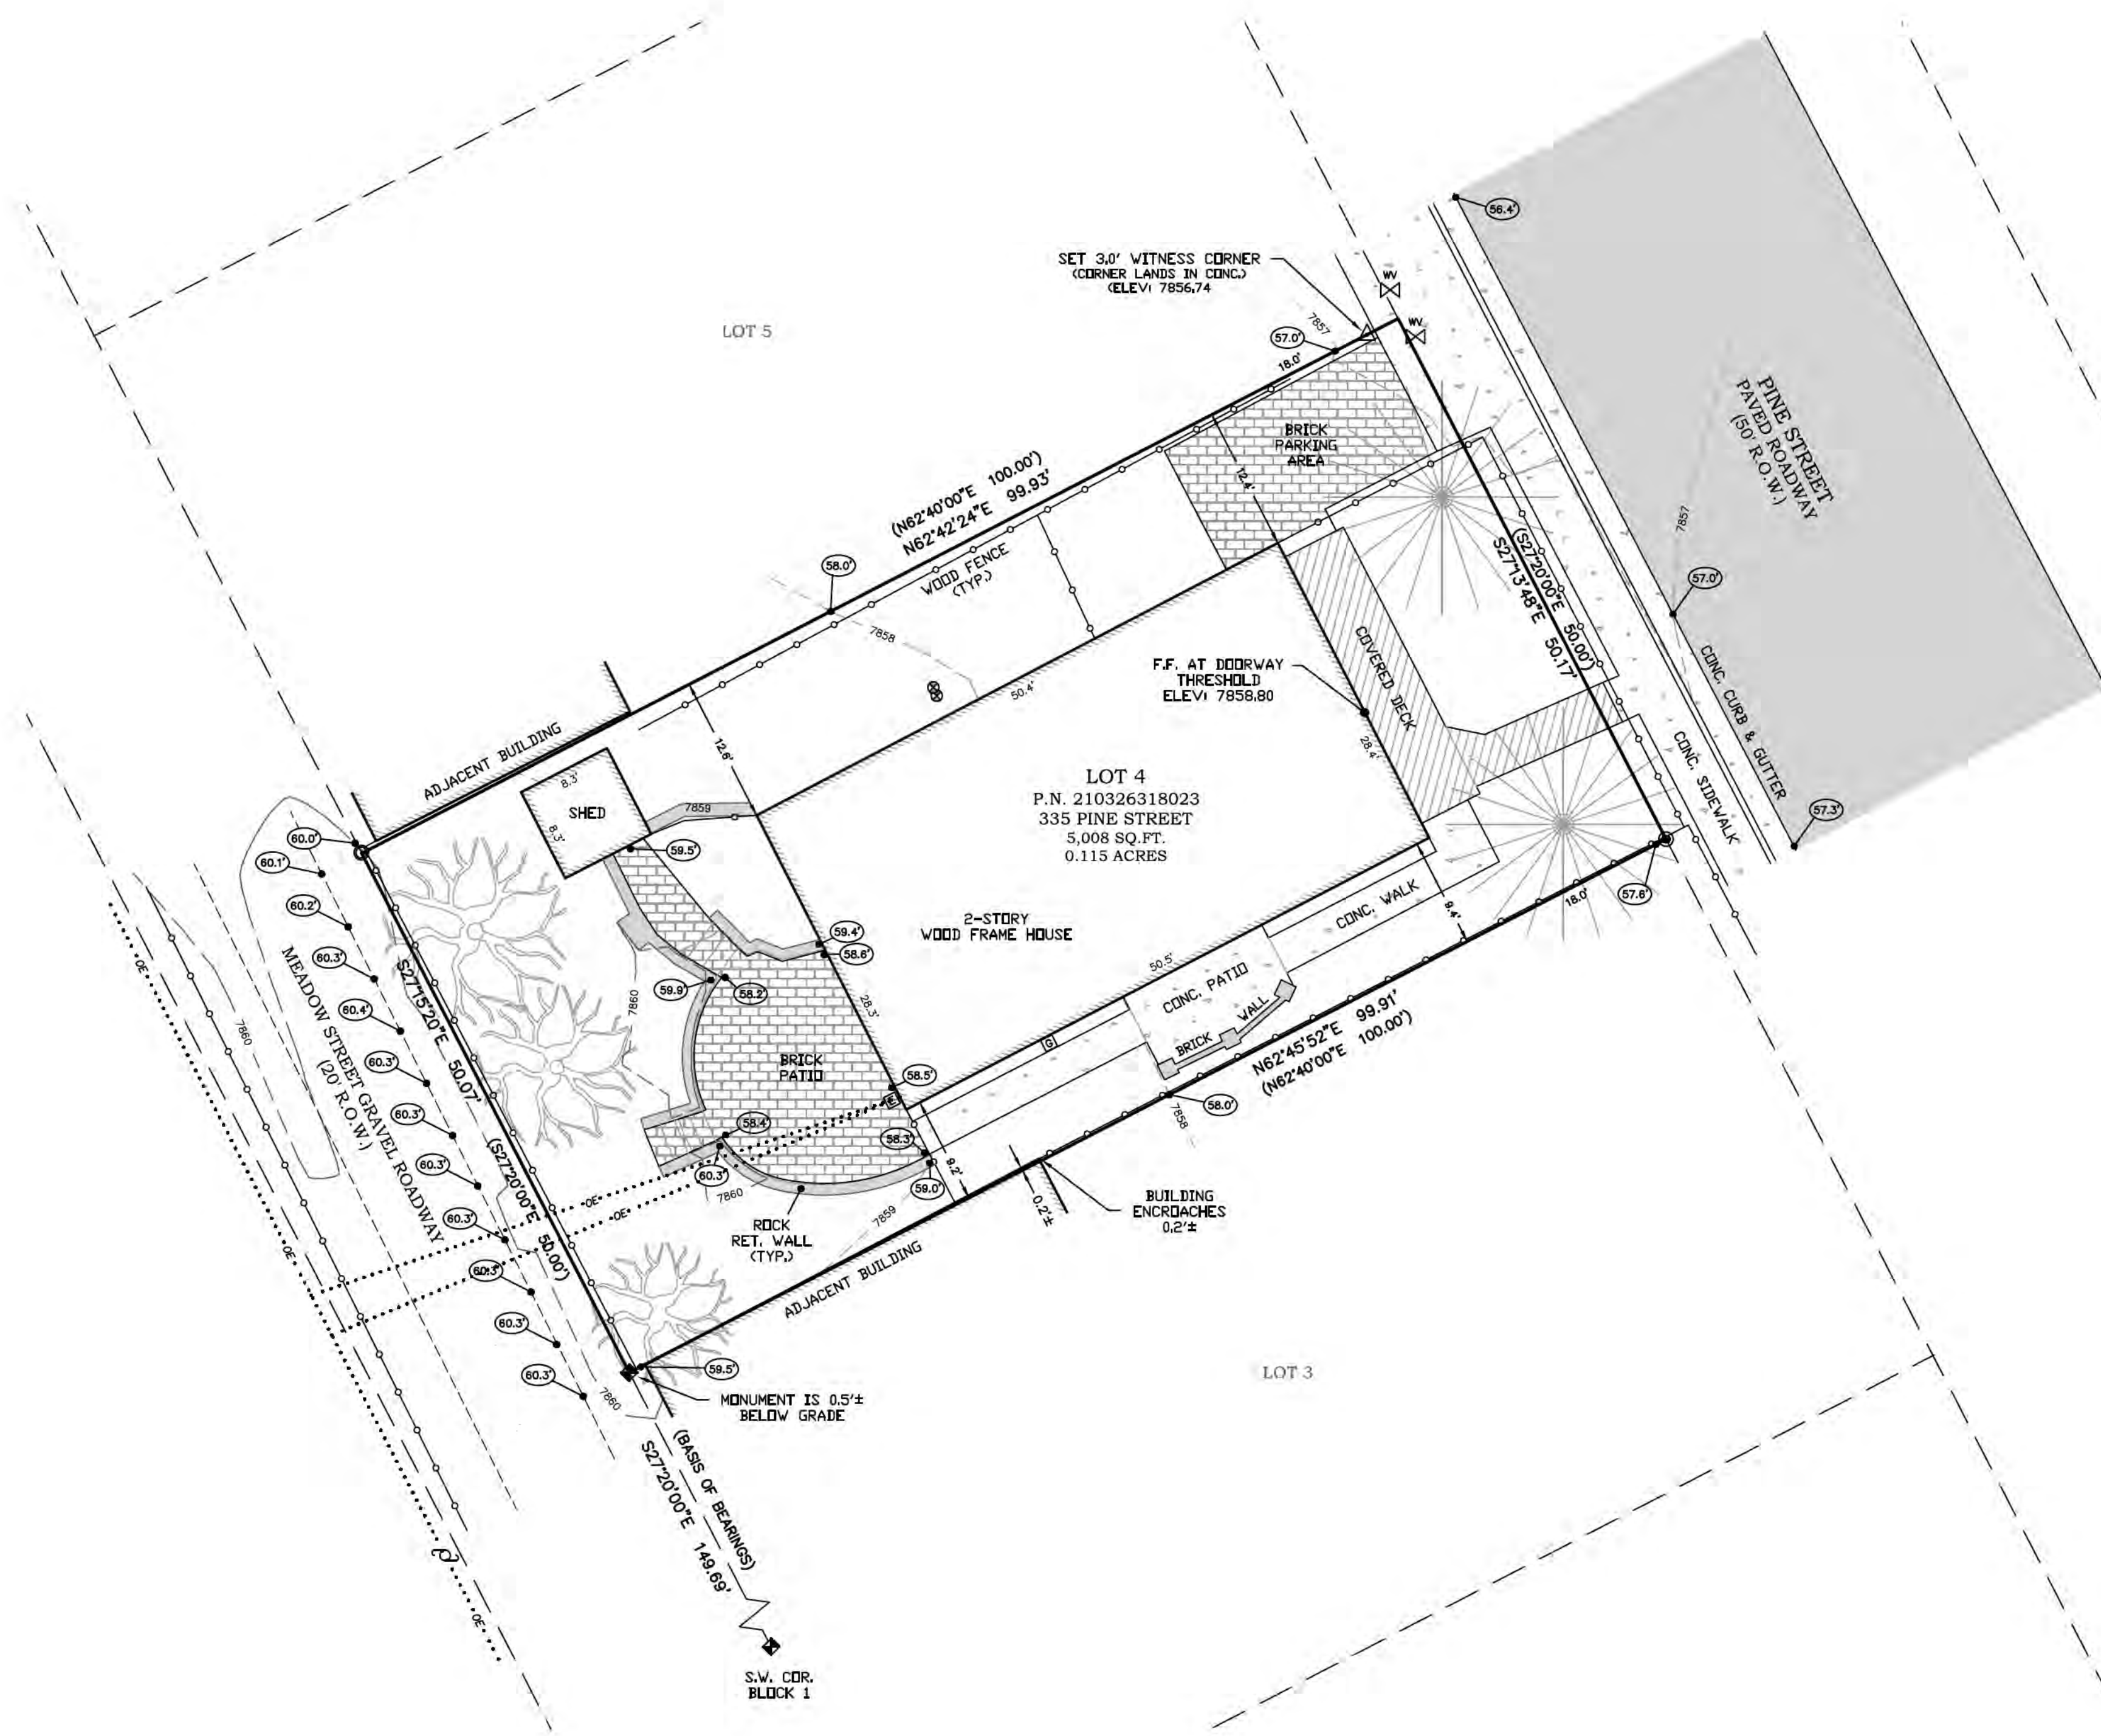 56.4'
SET 3.0' WITNESS CORNER
(CORNER LANDS IN CONC.)
(ELEV: 7856.74
WV
WV
7857
57.0'
18.0'
LOT 5
PINE STREET
PAVED ROADWAY
(50' R.O.W.)
7857
BRICK
PARKING
AREA
12.4'
(N62°40'00"E 100.00')
N62°42'24"E 99.93'
WOOD FENCE
(TYP.)
58.0'
7858
(S27°20'00"E 50.00')
S27°13'48"E 50.17'
57.0'
CONC. CURB & GUTTER
CONC. SIDEWALK
57.3'
COVERED DECK
F.F. AT DOORWAY
THRESHOLD
ELEV: 7858.80
50.4'
28.4'
12.6'
ADJACENT BUILDING
8.3'
SHED
8.3'
7859
LOT 4
P.N. 210326318023
335 PINE STREET
5,008 SQ.FT.
0.115 ACRES
60.0'
60.1'
60.2'
60.3'
60.4'
60.3'
60.3'
60.3'
60.3'
60.3'
60.3'
60.3'
59.5'
59.4'
58.6'
2-STORY
WOOD FRAME HOUSE
57.6'
18.0'
CONC. WALK
9.4'
50.5'
CONC. PATIO
BRICK WALL
OE
7860
MEADOW STREET GRAVEL ROADWAY
(20' R.O.W.)
S27°15'20"E 50.07'
(S27°20'00"E 50.00')
7860
59.9'
58.2'
28.3'
BRICK
PATIO
58.5'
G
E
N62°45'52"E 99.91'
(N62°40'00"E 100.00')
58.0'
7858
58.4'
58.3'
60.3'
59.0'
9.2'
7860
7859
0.2'±
BUILDING
ENCROACHES
0.2'±
OE
OE
OE
ROCK
RET. WALL
(TYP.)
ADJACENT BUILDING
LOT 3
59.5'
MONUMENT IS 0.5'±
BELOW GRADE
7860
(BASIS OF BEARINGS)
S27°20'00"E 149.69'
OE
S.W. COR.
BLOCK 1